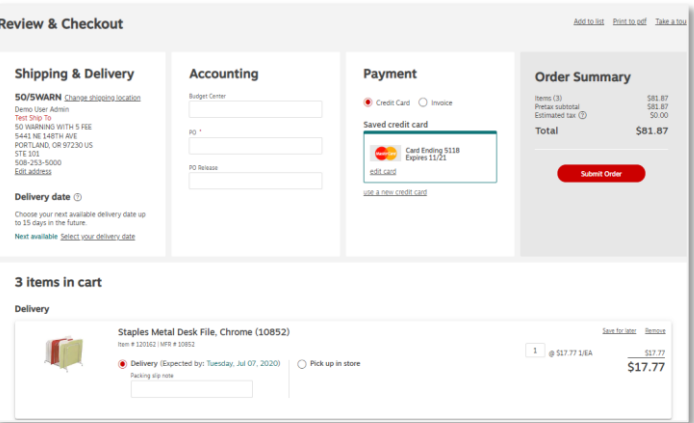 Review & Checkout
Add to list Print to pdf Take a tou
Shipping & Delivery
50/5WARN Change shipping location
Demo User Admin
Test Ship To
50 WARNING WITH 5 FEE
5441 NE 148TH AVE
PORTLAND, OR 97230 US
STE 101
508-253-5000
Edit address
Delivery date ?
Choose your next available delivery date up
to 15 days in the future.
Next available Select your delivery date
Accounting
Budget Center
PO *
PO Release
Payment
Credit Card Invoice
Saved credit card
Card Ending 5118
Expires 11/21
edit card
use a new credit card
Order Summary
Items (3) $81.87
Pretax subtotal $81.87
Estimated tax ? $0.00
Total $81.87
Submit Order
3 items in cart
Delivery
Staples Metal Desk File, Chrome (10852)
Item # 120162 | MFR # 10852
Save for later Remove
Delivery (Expected by: Tuesday, Jul 07, 2020) Pick up in store
Packing slip note
1 @ $17.77 1/EA $17.77
$17.77